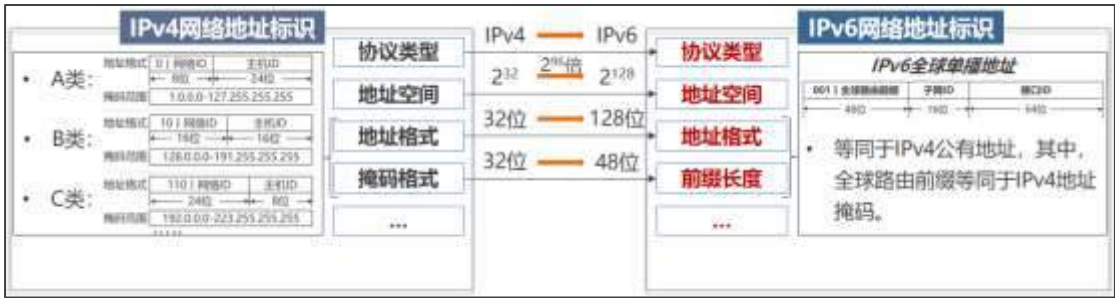 IPv4网络地址标识
• A类:
地址格式 0 | 网络ID 主机ID
8位 24位
掩码范围 1.0.0.0-127.255.255.255
• B类:
地址格式 10 | 网络ID 主机ID
16位 16位
掩码范围 128.0.0.0-191.255.255.255
• C类:
地址格式 110 | 网络ID 主机ID
24位 8位
掩码范围 192.0.0.0-223.255.255.255
......
协议类型
地址空间
地址格式
掩码格式
...
IPv4 IPv6
2³² 2⁹⁶倍 2¹²⁸
32位 128位
32位 48位
协议类型
地址空间
地址格式
前缀长度
...
IPv6网络地址标识
IPv6全球单播地址
001 | 全球路由前缀 子网ID 接口ID
48位 16位 64位
• 等同于IPv4公有地址，其中，
全球路由前缀等同于IPv4地址
掩码。